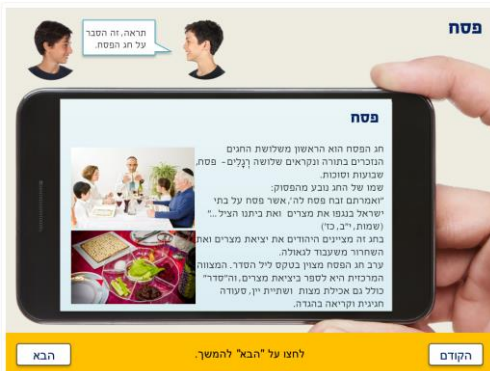 פסח
תראה, זה הסבר
על חג הפסח.
פסח
חג הפסח הוא הראשון משלושת החגים
הנזכרים בתורה ונקראים שלושה רְגָלִים - פסח,
שבועות וסוכות.
שמו של החג נובע מהפסוק:
"ואמרתם זבח פסח לה', אשר פסח על בתי
ישראל בנגפו את מצרים ואת ביתנו הציל..."
(שמות, י"ב, כז')
בחג זה מציינים היהודים את יציאת מצרים ואת
השחרור משעבוד לגאולה.
ערב חג הפסח מצוין בטקס ליל הסדר. המצווה
המרכזית היא לספר ביציאת מצרים, וה"סדר"
כולל גם אכילת מצות ושתיית יין, סעודה
חגיגית וקריאה בהגדה.
הקודם
לחצו על "הבא" להמשך.
הבא